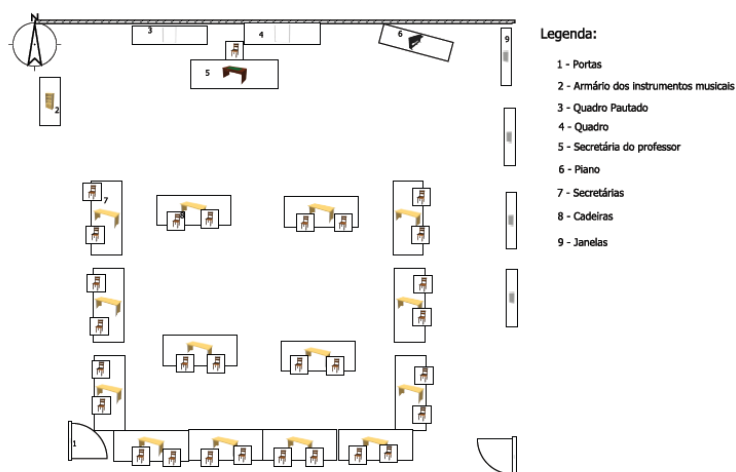 N
3
4
5
6
9
2
7
8
1
Legenda:
1 - Portas
2 - Armário dos instrumentos musicais
3 - Quadro Pautado
4 - Quadro
5 - Secretária do professor
6 - Piano
7 - Secretárias
8 - Cadeiras
9 - Janelas